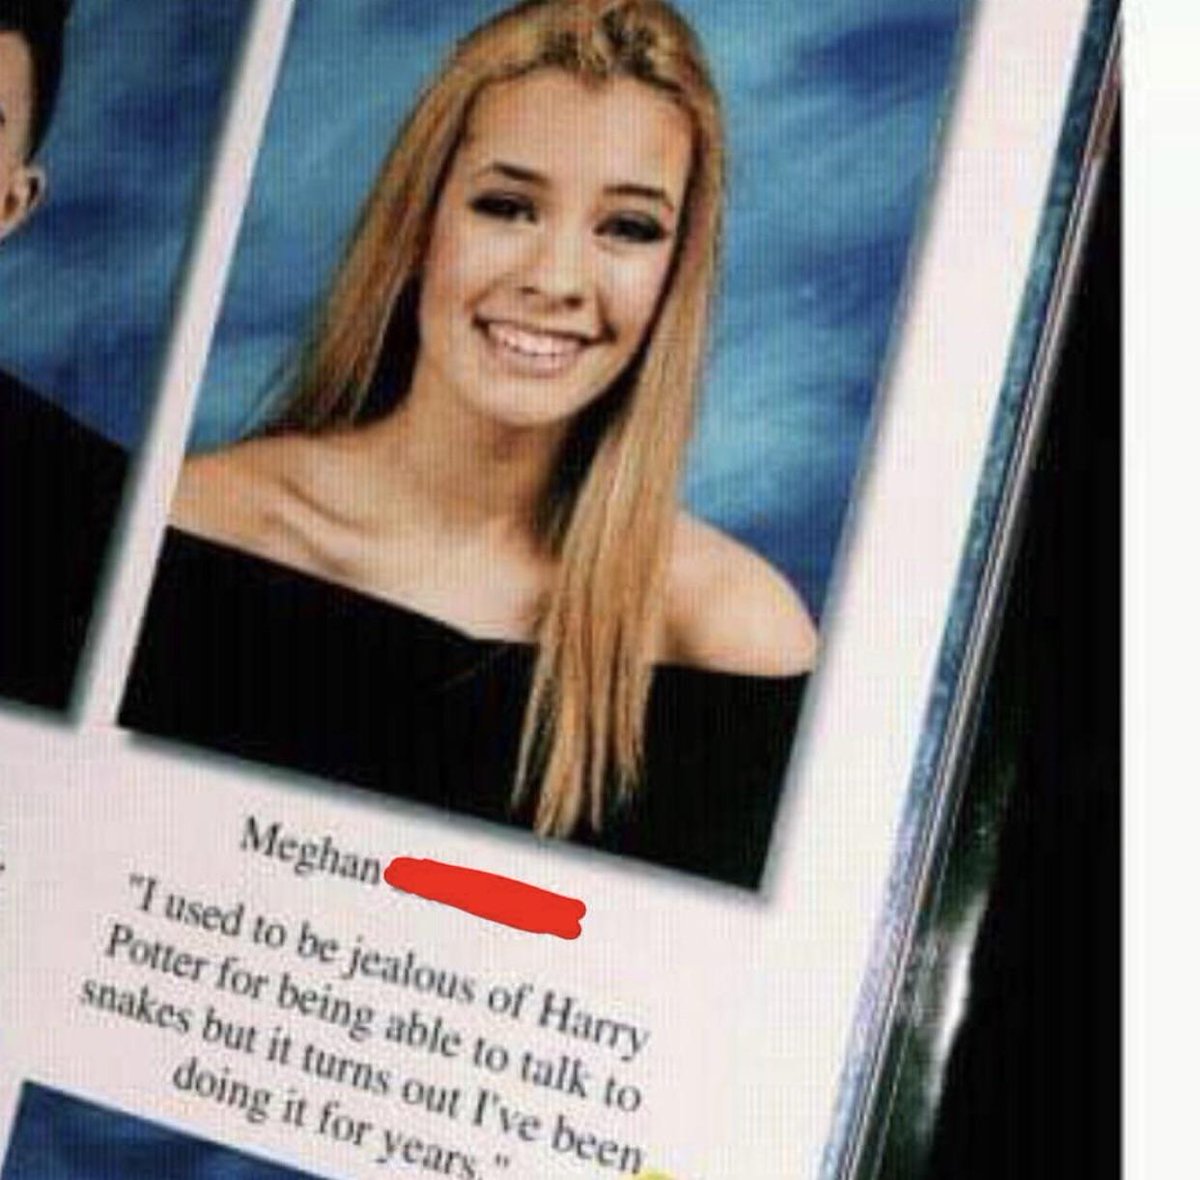 Meghan
"I used to be jealous of Harry
Potter for being able to talk to
snakes but it turns out I've been
doing it for years."